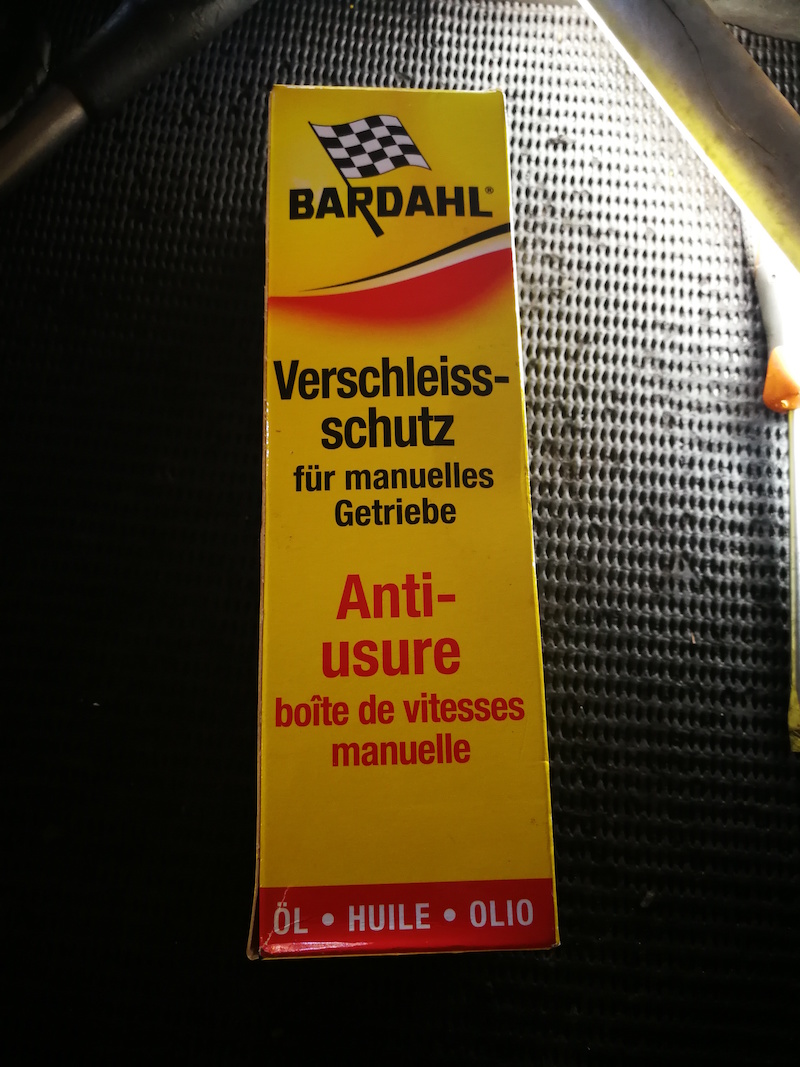 BARDAHL®
Verschleiss-
schutz
für manuelles
Getriebe
Anti-
usure
boîte de vitesses
manuelle
ÖL • HUILE • OLIO